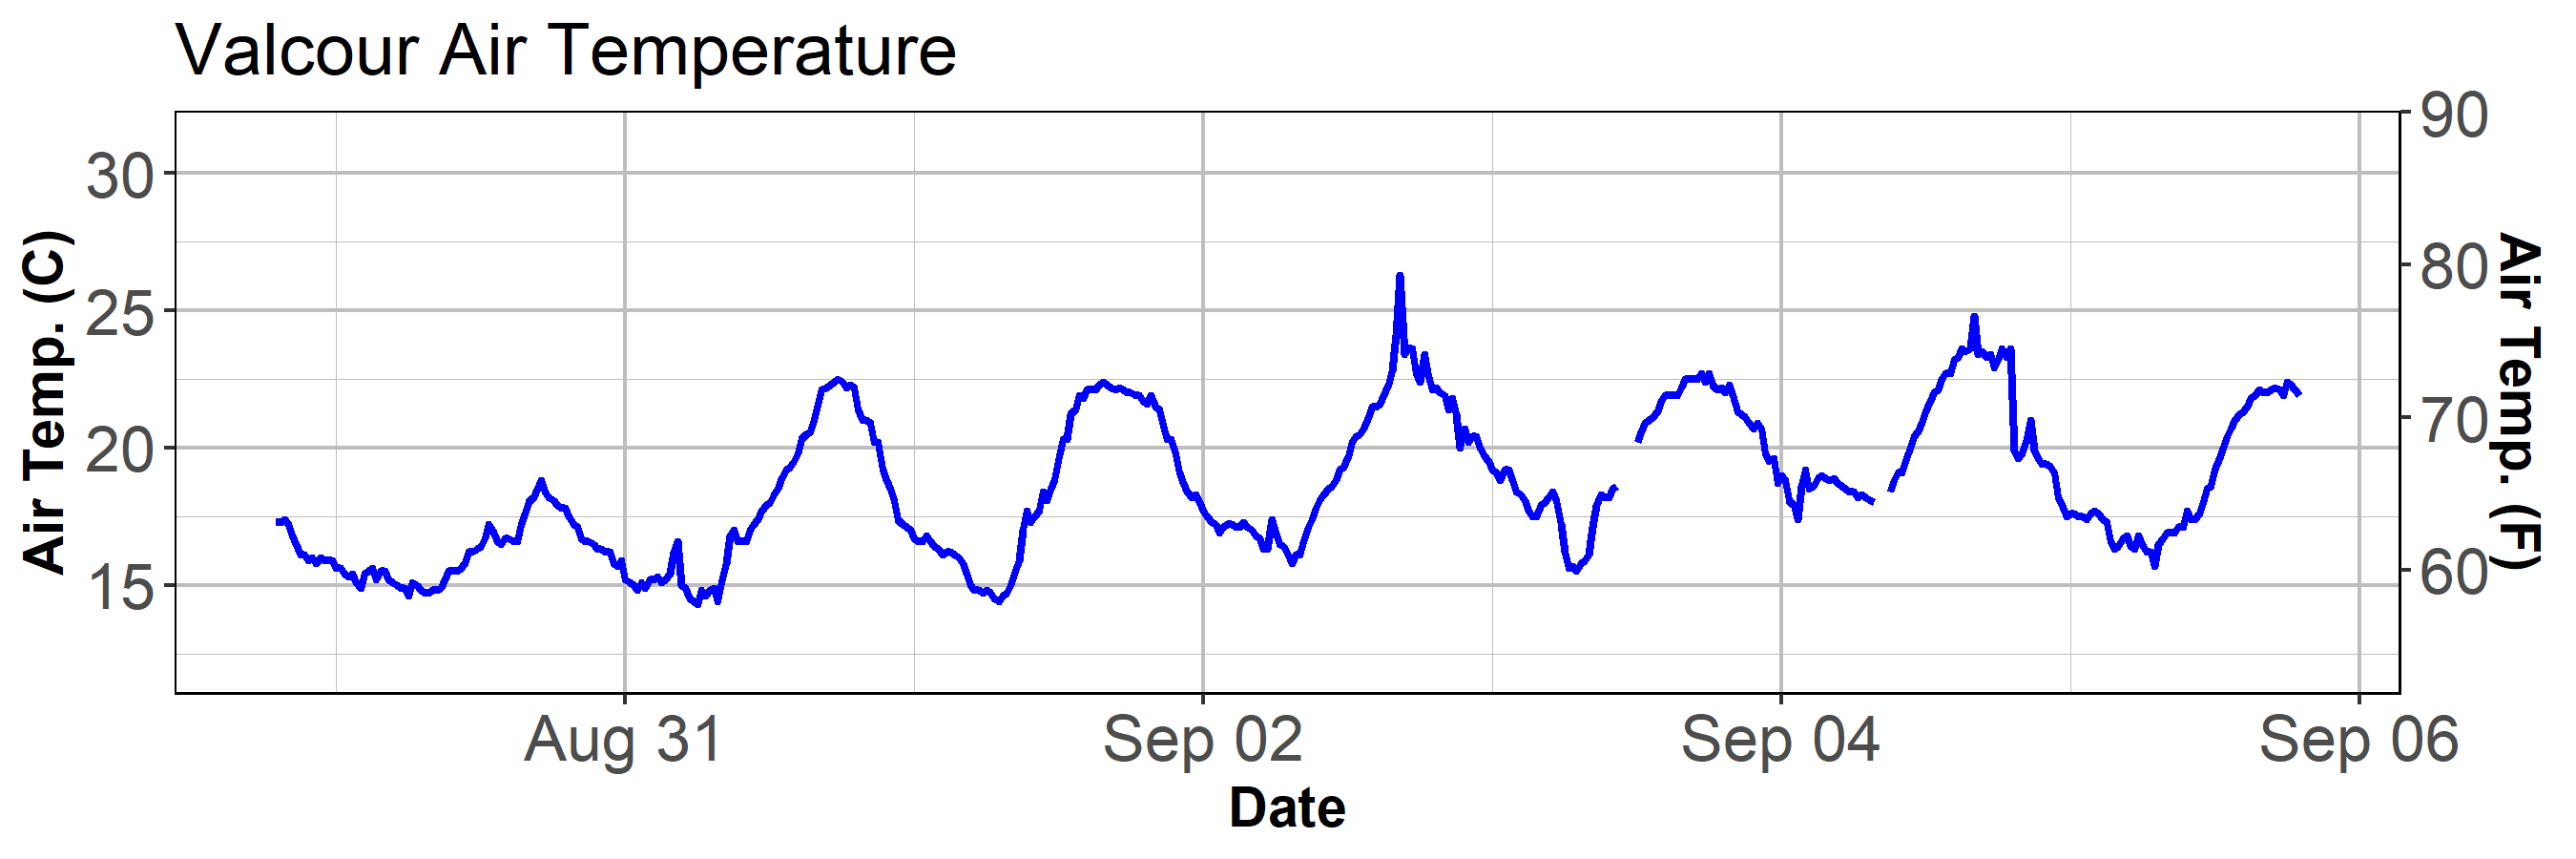 Valcour Air Temperature
Air Temp. (C)
30
25
20
15
90
80
70
60
Air Temp. (F)
Aug 31
Sep 02
Sep 04
Sep 06
Date